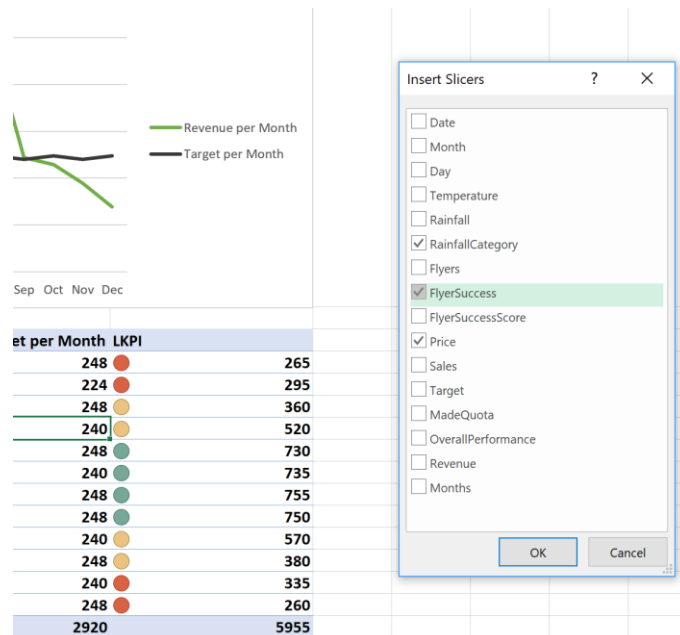 Revenue per Month
Target per Month
Sep Oct Nov Dec
et per Month LKPI
248 265
224 295
248 360
240 520
248 730
240 735
248 755
248 750
240 570
248 380
240 335
248 260
2920 5955
Insert Slicers ? X
Date
Month
Day
Temperature
Rainfall
RainfallCategory
Flyers
FlyerSuccess
FlyerSuccessScore
Price
Sales
Target
MadeQuota
OverallPerformance
Revenue
Months
OK Cancel